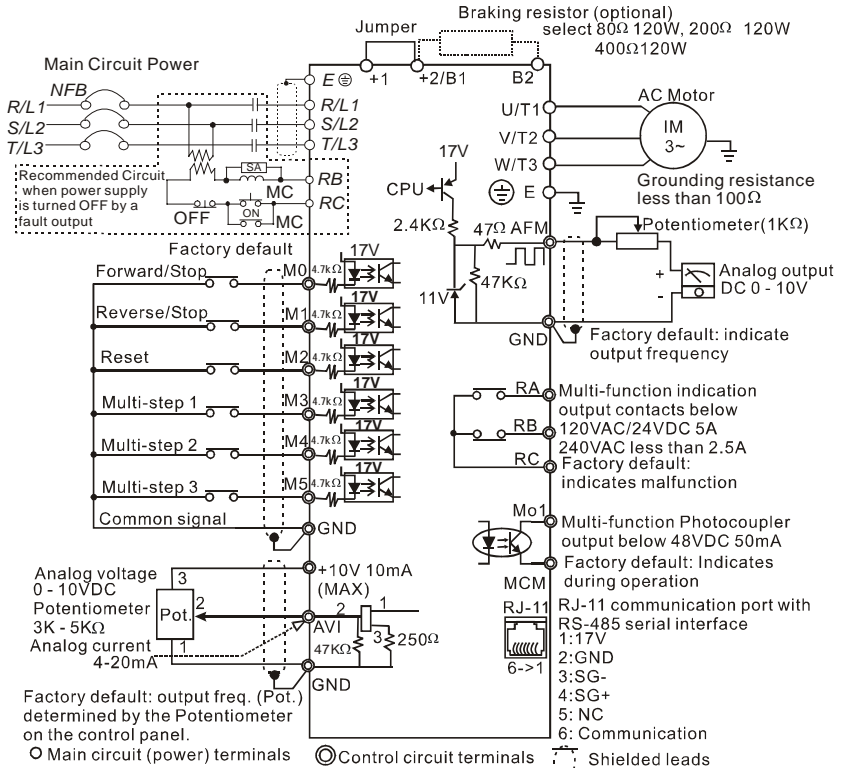 Braking resistor (optional)
select 80Ω 120W, 200Ω 120W
400Ω120W
Jumper
+1
+2/B1
B2
Main Circuit Power
NFB
E
R/L1
R/L1
S/L2
S/L2
T/L3
T/L3
Recommended Circuit
when power supply
is turned OFF by a
fault output
SA
MC
OFF
ON
MC
RB
RC
U/T1
V/T2
W/T3
E
AC Motor
IM
3~
Grounding resistance
less than 100Ω
17V
CPU
2.4KΩ
47Ω
AFM
47KΩ
11V
GND
Potentiometer(1KΩ)
+
-
Analog output
DC 0 - 10V
Factory default: indicate
output frequency
Factory default
Forward/Stop
M0
4.7kΩ
17V
Reverse/Stop
M1
4.7kΩ
17V
Reset
M2
4.7kΩ
17V
Multi-step 1
M3
4.7kΩ
17V
Multi-step 2
M4
4.7kΩ
17V
Multi-step 3
M5
4.7kΩ
17V
Common signal
GND
RA
RB
RC
Multi-function indication
output contacts below
120VAC/24VDC 5A
240VAC less than 2.5A
Factory default:
indicates malfunction
Mo1
MCM
Multi-function Photocoupler
output below 48VDC 50mA
Factory default: Indicates
during operation
Analog voltage
0 - 10VDC
Potentiometer
3K - 5KΩ
Analog current
4-20mA
3
Pot.
2
1
+10V 10mA
(MAX)
AVI
2
1
3
47KΩ
250Ω
GND
RJ-11
6->1
RJ-11 communication port with
RS-485 serial interface
1:17V
2:GND
3:SG-
4:SG+
5: NC
6: Communication
Factory default: output freq. (Pot.)
determined by the Potentiometer
on the control panel.
Main circuit (power) terminals
Control circuit terminals
Shielded leads